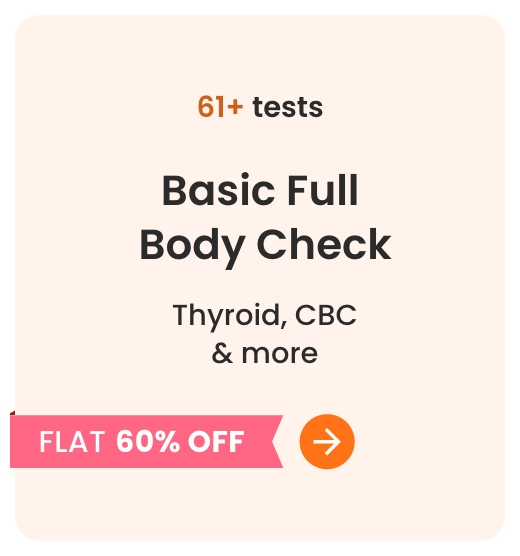 61+ tests
Basic Full
Body Check
Thyroid, CBC
& more
FLAT 60% OFF